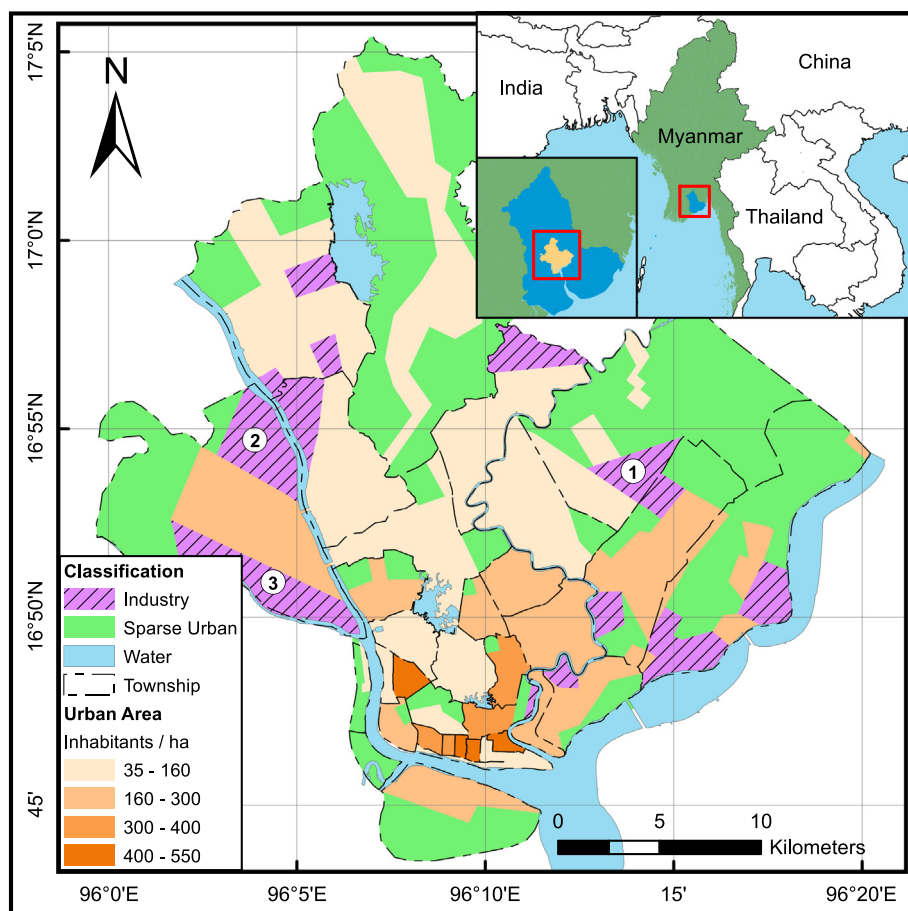 17°5'N
N
India
China
Myanmar
Thailand
17°0'N
16°55'N
2
1
3
Classification
Industry
Sparse Urban
Water
Township
Urban Area
Inhabitants / ha
35 - 160
160 - 300
300 - 400
400 - 550
16°50'N
45'
0 5 10
Kilometers
96°0'E 96°5'E 96°10'E 15' 96°20'E